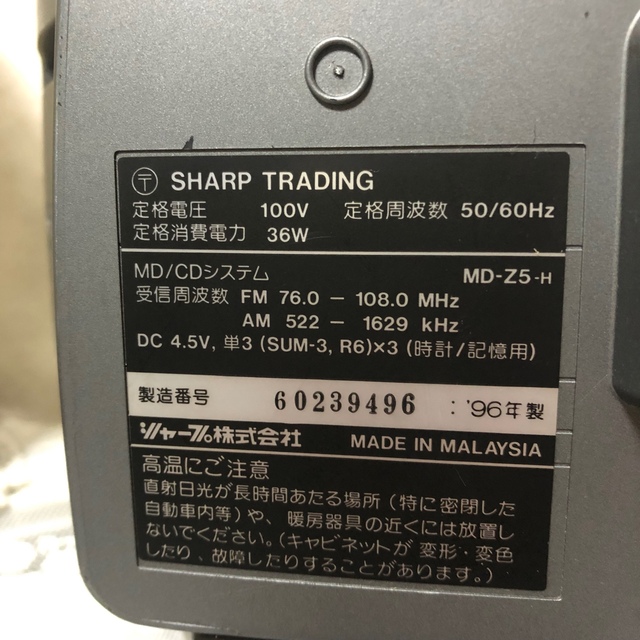 〒 SHARP TRADING
定格電圧 100V 定格周波数 50/60Hz
定格消費電力 36W
MD/CDシステム MD-Z5-H
受信周波数 FM 76.0 – 108.0 MHz
AM 522 – 1629 kHz
DC 4.5V, 単3 (SUM-3, R6)×3 (時計/記憶用)
製造番号 60239496 : '96年製
シャープ株式会社 MADE IN MALAYSIA
高温にご注意
直射日光が長時間あたる場所(特に密閉した
自動車内等)や、暖房器具の近くには放置し
ないでください。(キャビネットが変形・変色
したり、故障したりすることがあります。)